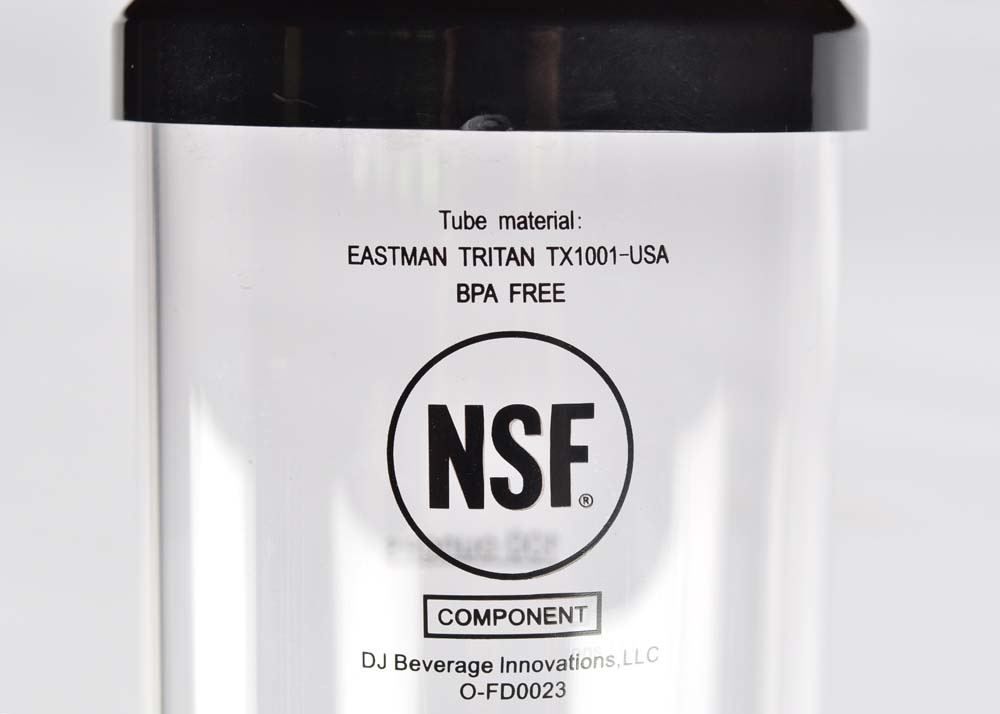 Tube material:
EASTMAN TRITAN TX1001-USA
BPA FREE
NSF®
COMPONENT
DJ Beverage Innovations,LLC
O-FD0023